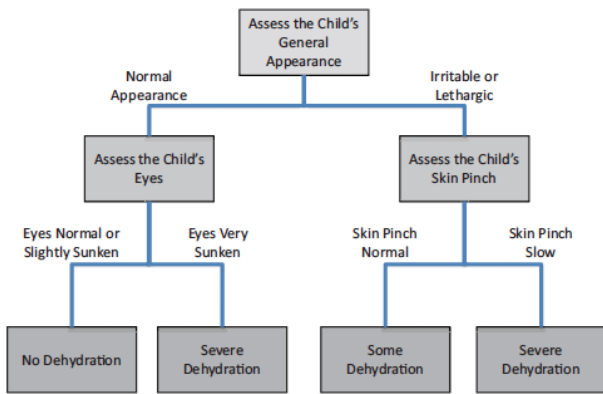 Assess the Child’s
General
Appearance
Normal
Appearance
Irritable or
Lethargic
Assess the Child’s
Eyes
Assess the Child’s
Skin Pinch
Eyes Normal or
Slightly Sunken
Eyes Very
Sunken
Skin Pinch
Normal
Skin Pinch
Slow
No Dehydration
Severe
Dehydration
Some
Dehydration
Severe
Dehydration